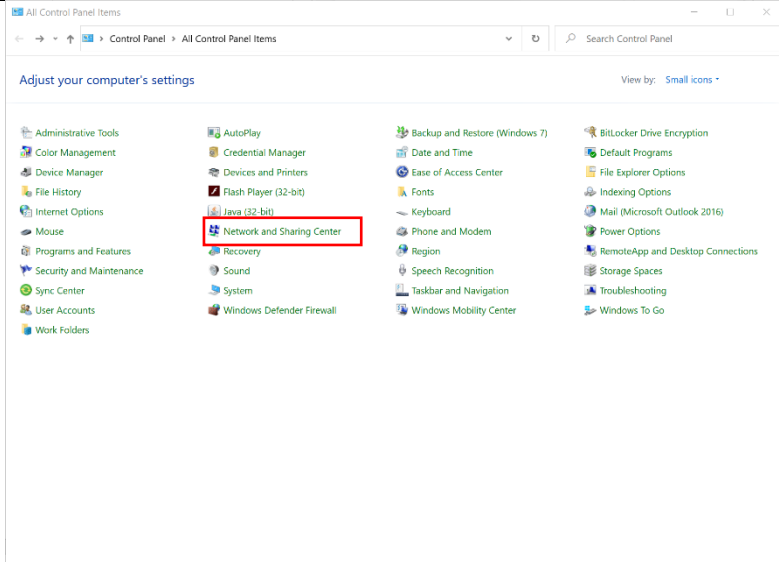 All Control Panel Items
Control Panel > All Control Panel Items
Search Control Panel
Adjust your computer's settings
View by: Small icons
Administrative Tools
AutoPlay
Backup and Restore (Windows 7)
BitLocker Drive Encryption
Color Management
Credential Manager
Date and Time
Default Programs
Device Manager
Devices and Printers
Ease of Access Center
File Explorer Options
File History
Flash Player (32-bit)
Fonts
Indexing Options
Internet Options
Java (32-bit)
Keyboard
Mail (Microsoft Outlook 2016)
Mouse
Network and Sharing Center
Phone and Modem
Power Options
Programs and Features
Recovery
Region
RemoteApp and Desktop Connections
Security and Maintenance
Sound
Speech Recognition
Storage Spaces
Sync Center
System
Taskbar and Navigation
Troubleshooting
User Accounts
Windows Defender Firewall
Windows Mobility Center
Windows To Go
Work Folders